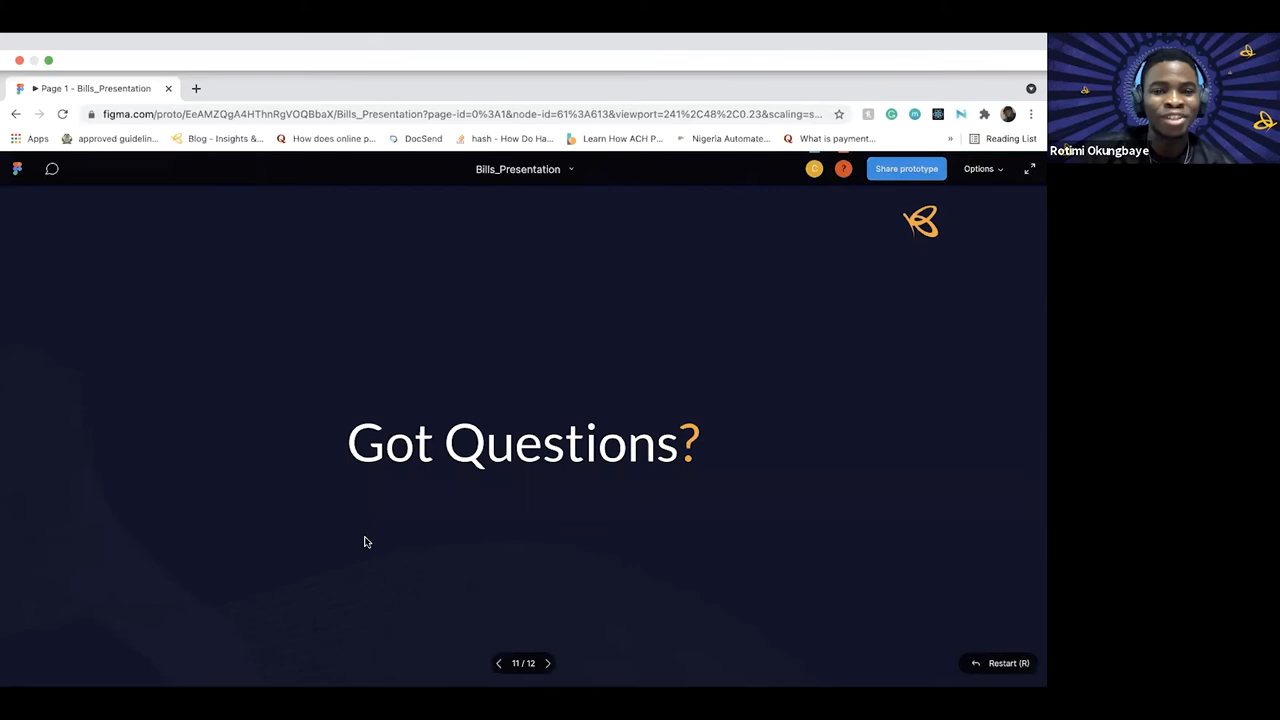 Page 1 - Bills_Presentation
figma.com/proto/EeAMZQgA4HThnRgVOQBbaX/Bills_Presentation?page-id=0%3A1&node-id=61%3A613&viewport=241%2C48%2C0.23&scaling=s...
Apps approved guidelin... Blog - Insights &... How does online p... DocSend hash - How Do Ha... Learn How ACH P... Nigeria Automate... What is payment... » Reading List
Bills_Presentation C ? Share prototype Options
Rotimi Okungbaye
Got Questions?
11 / 12
Restart (R)